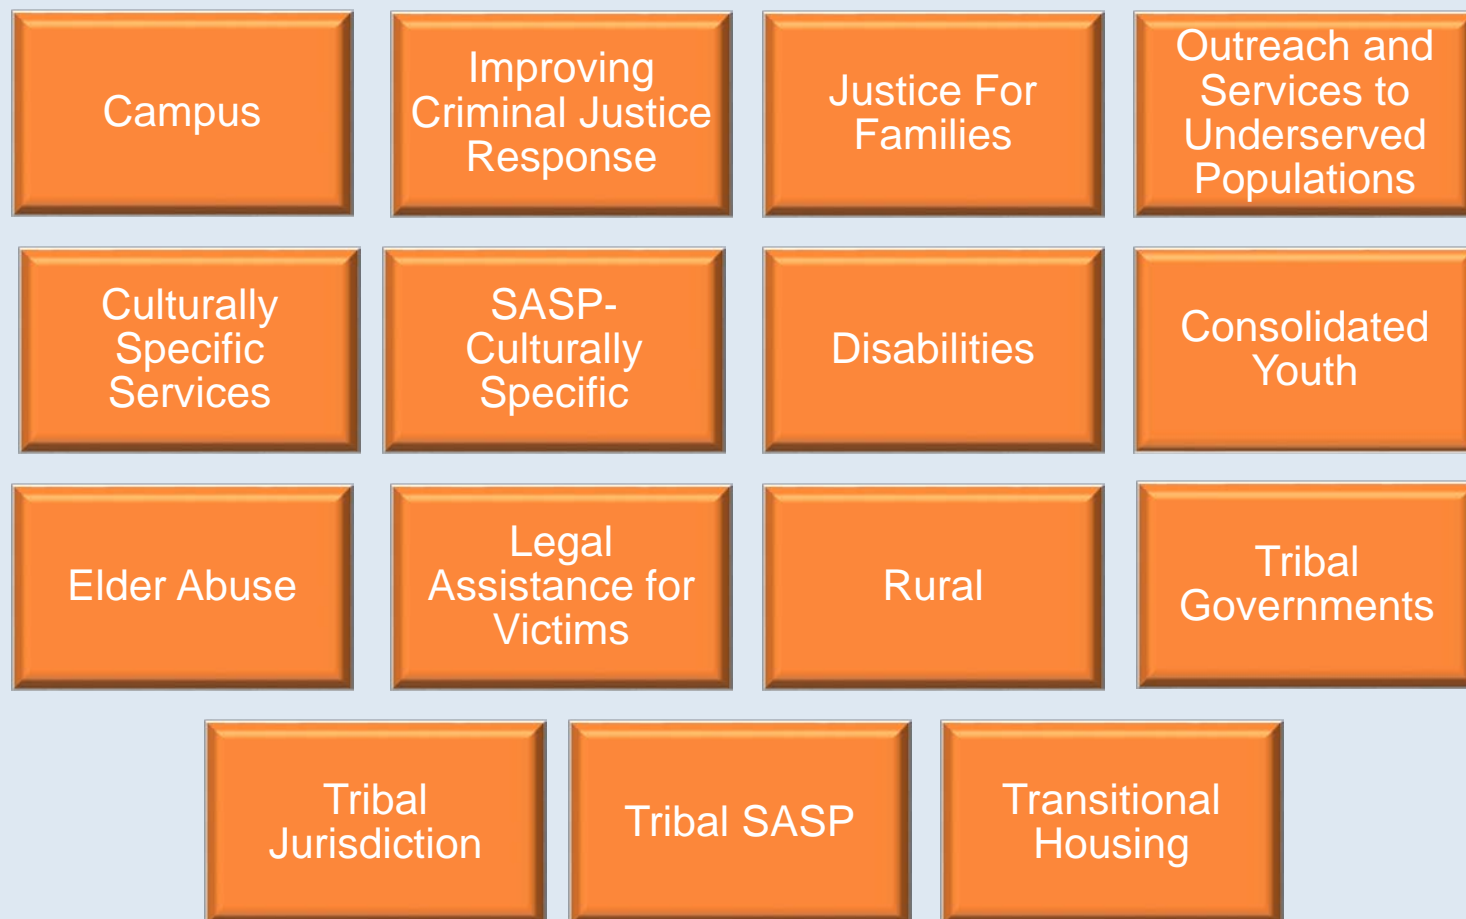 Campus
Improving
Criminal Justice
Response
Justice For
Families
Outreach and
Services to
Underserved
Populations
Culturally
Specific
Services
SASP-
Culturally
Specific
Disabilities
Consolidated
Youth
Elder Abuse
Legal
Assistance for
Victims
Rural
Tribal
Governments
Tribal
Jurisdiction
Tribal SASP
Transitional
Housing